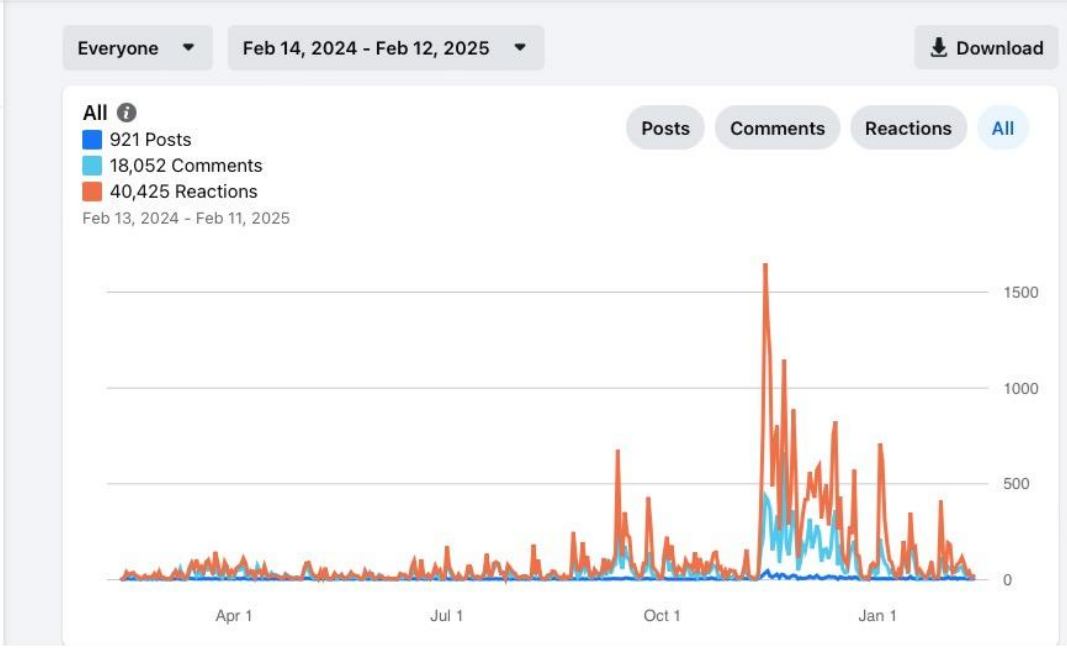 Everyone
Feb 14, 2024 - Feb 12, 2025
Download
All
Posts
Comments
Reactions
All
921 Posts
18,052 Comments
40,425 Reactions
Feb 13, 2024 - Feb 11, 2025
1500
1000
500
0
Apr 1
Jul 1
Oct 1
Jan 1